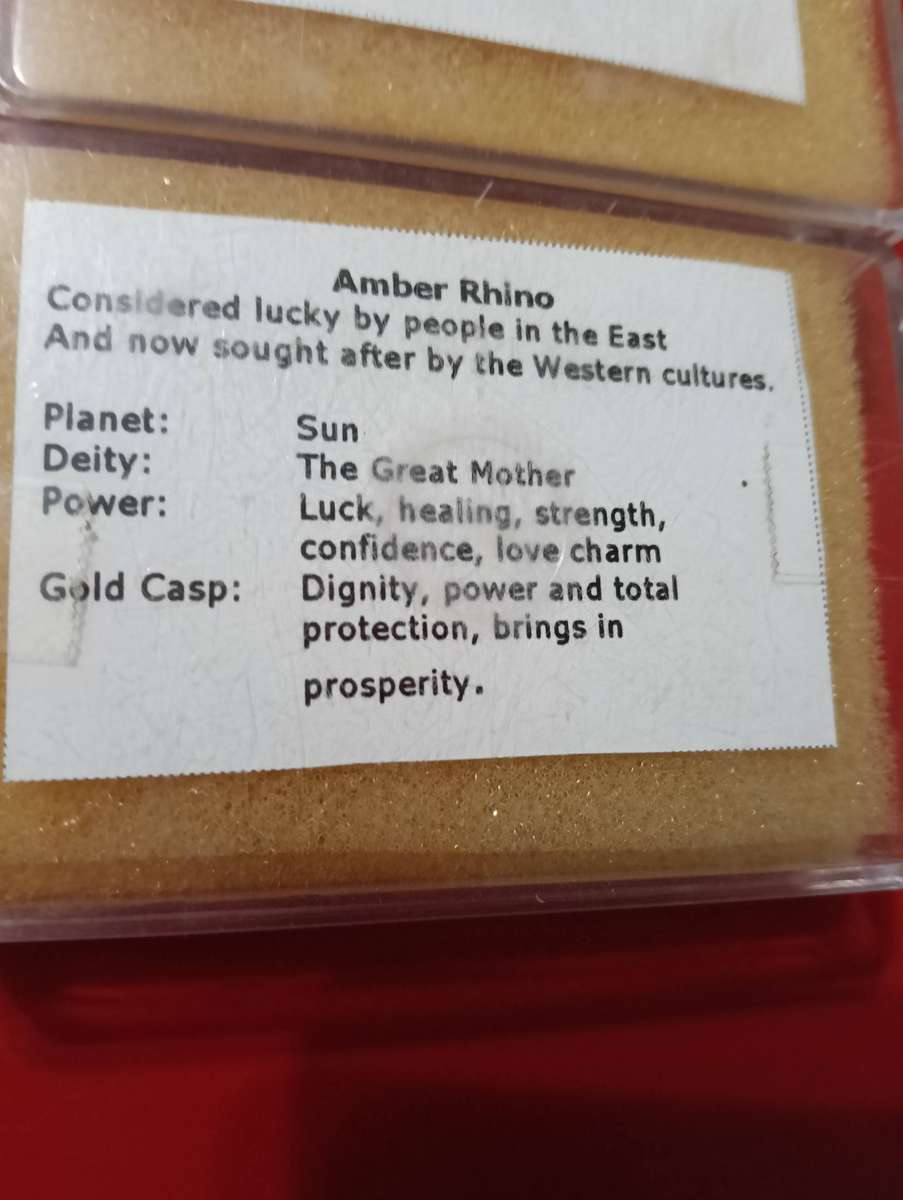 Amber Rhino
Considered lucky by people in the East
And now sought after by the Western cultures.
Planet: Sun
Deity: The Great Mother
Power: Luck, healing, strength,
confidence, love charm
Gold Casp: Dignity, power and total
protection, brings in
prosperity.